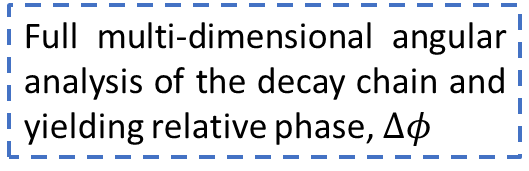 Full multi-dimensional angular
analysis of the decay chain and
yielding relative phase, Δϕ